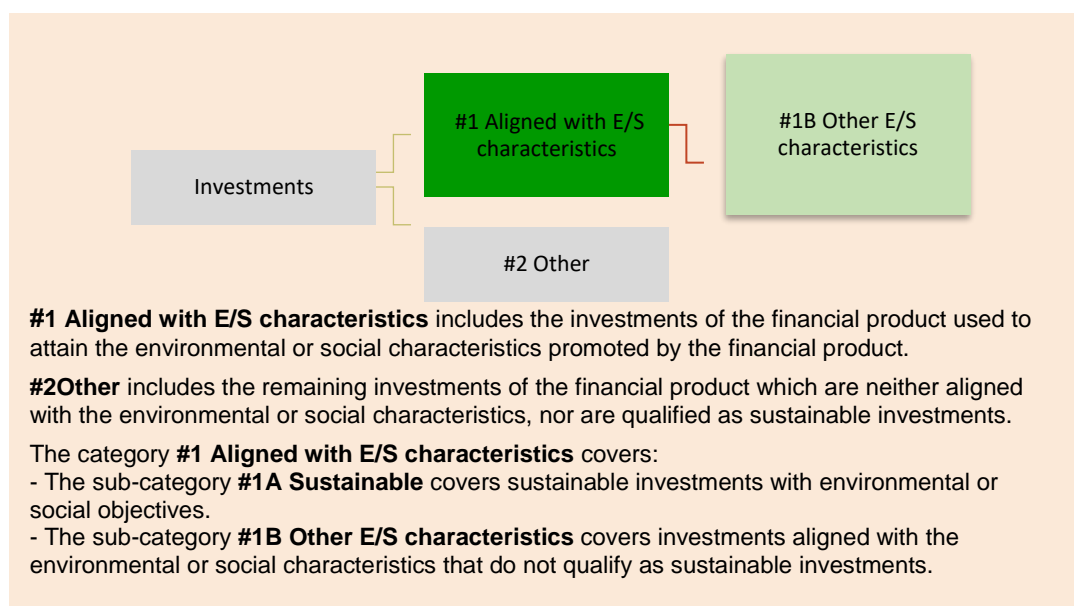 #1 Aligned with E/S
characteristics
#1B Other E/S
characteristics
Investments
#2 Other
#1 Aligned with E/S characteristics includes the investments of the financial product used to
attain the environmental or social characteristics promoted by the financial product.
#2Other includes the remaining investments of the financial product which are neither aligned
with the environmental or social characteristics, nor are qualified as sustainable investments.
The category #1 Aligned with E/S characteristics covers:
- The sub-category #1A Sustainable covers sustainable investments with environmental or
social objectives.
- The sub-category #1B Other E/S characteristics covers investments aligned with the
environmental or social characteristics that do not qualify as sustainable investments.